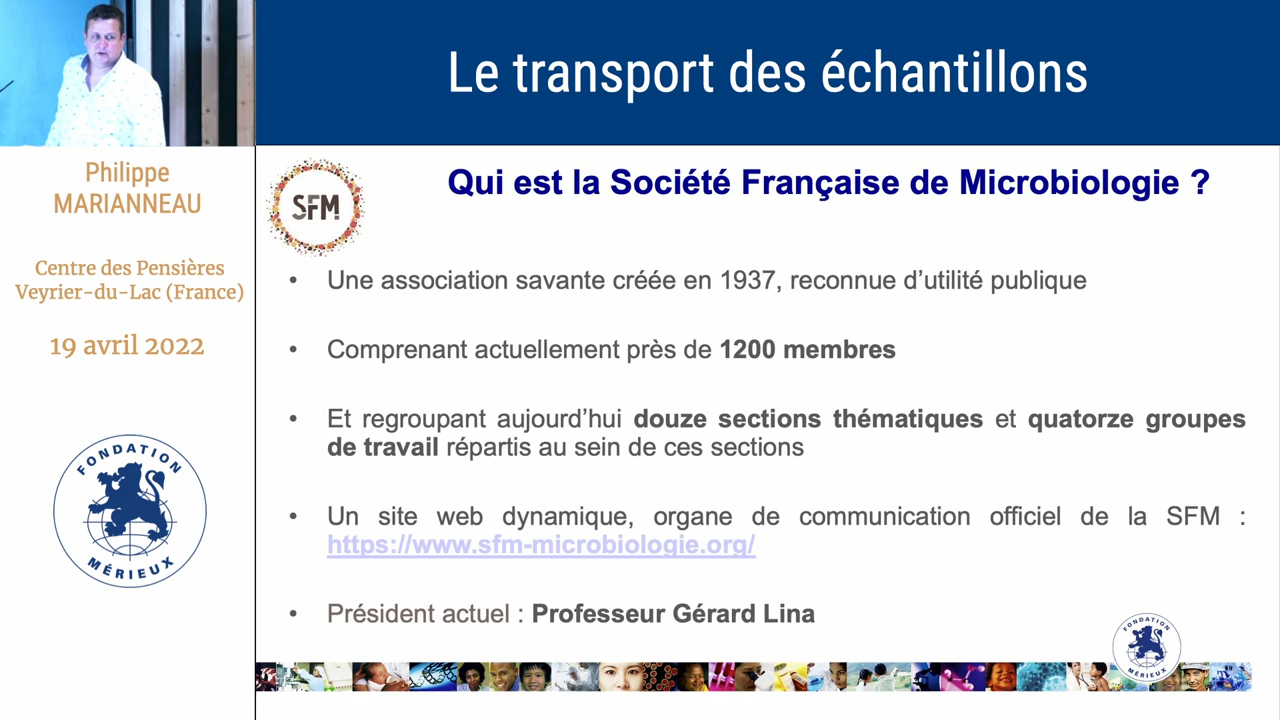 Le transport des échantillons
Philippe
MARIANNEAU
Centre des Pensières
Veyrier-du-Lac (France)
19 avril 2022
FONDATION
MÉRIEUX
SFM
Qui est la Société Française de Microbiologie ?
• Une association savante créée en 1937, reconnue d’utilité publique
• Comprenant actuellement près de 1200 membres
• Et regroupant aujourd’hui douze sections thématiques et quatorze groupes
de travail répartis au sein de ces sections
• Un site web dynamique, organe de communication officiel de la SFM :
https://www.sfm-microbiologie.org/
• Président actuel : Professeur Gérard Lina
FONDATION
MÉRIEUX